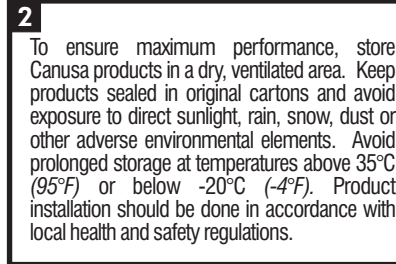 2
To ensure maximum performance, store
Canusa products in a dry, ventilated area. Keep
products sealed in original cartons and avoid
exposure to direct sunlight, rain, snow, dust or
other adverse environmental elements. Avoid
prolonged storage at temperatures above 35°C
(95°F) or below -20°C (-4°F). Product
installation should be done in accordance with
local health and safety regulations.